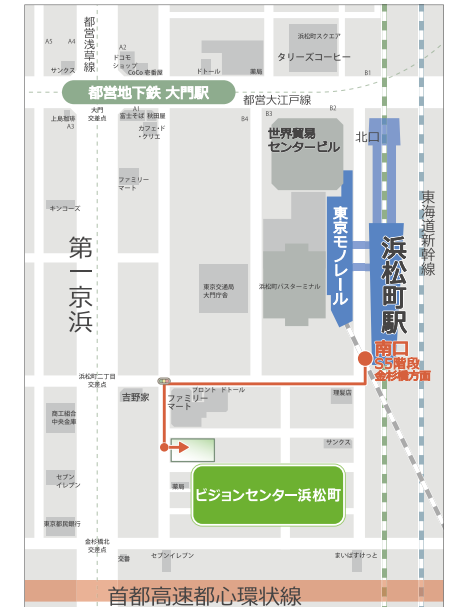 都営浅草線
A5
A4
A2
ドコモ
ショップ
サンクス
CoCo壱番屋
ドトール
薬局
浜松町スクエア
タリーズコーヒー
B1
都営地下鉄 大門駅
都営大江戸線
大門
交差点
A1
富士そば
秋田屋
上島珈琲
A3
カフェ・ド
・クリエ
B4
B3
B2
世界貿易
センタービル
北口
ファミリー
マート
キンコーズ
東海道新幹線
東京モノレール
浜松町駅
第一京浜
東京交通局
大門庁舎
浜松町バスターミナル
南口
S5階段
金杉橋方面
浜松町二丁目
交差点
吉野家
ファミリー
マート
プロント
ドトール
理髪店
商工組合
中央金庫
サンクス
セブン
イレブン
薬局
ビジョンセンター浜松町
東京都民銀行
金杉橋北
交差点
交番
セブンイレブン
まいばすけっと
首都高速都心環状線